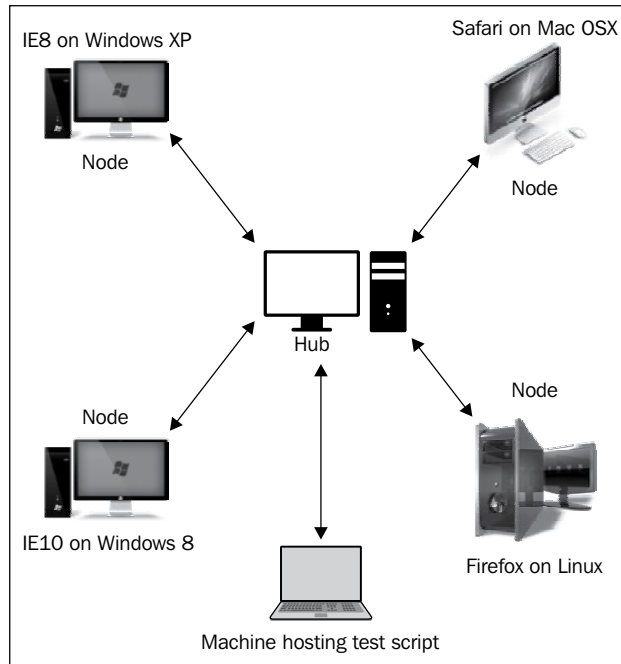 IE8 on Windows XP
Safari on Mac OSX
Node
Node
Hub
Node
Node
IE10 on Windows 8
Firefox on Linux
Machine hosting test script